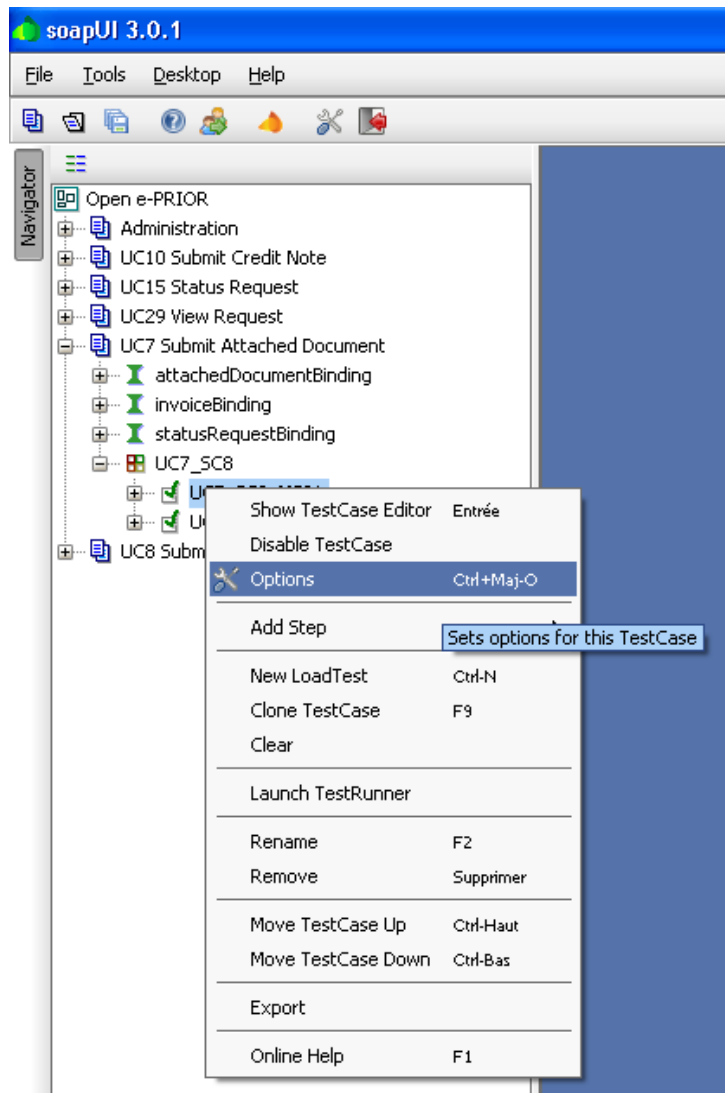 soapUI 3.0.1
File Tools Desktop Help
Navigator
Open e-PRIOR
Administration
UC10 Submit Credit Note
UC15 Status Request
UC29 View Request
UC7 Submit Attached Document
attachedDocumentBinding
invoiceBinding
statusRequestBinding
UC7_SC8
UC8 Subm
Show TestCase Editor Entrée
Disable TestCase
Options Ctrl+Maj-O
Add Step
Sets options for this TestCase
New LoadTest Ctrl-N
Clone TestCase F9
Clear
Launch TestRunner
Rename F2
Remove Supprimer
Move TestCase Up Ctrl-Haut
Move TestCase Down Ctrl-Bas
Export
Online Help F1